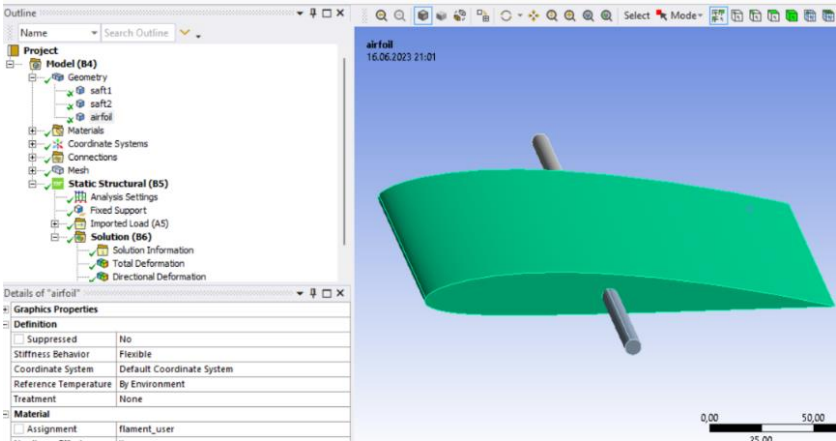 Outline
Name Search Outline
Project
Model (B4)
Geometry
saft1
saft2
airfoil
Materials
Coordinate Systems
Connections
Mesh
Static Structural (B5)
Analysis Settings
Fixed Support
Imported Load (A5)
Solution (B6)
Solution Information
Total Deformation
Directional Deformation
Details of "airfoil"
Graphics Properties
Definition
Suppressed No
Stiffness Behavior Flexible
Coordinate System Default Coordinate System
Reference Temperature By Environment
Treatment None
Material
Assignment flament_user
Select Mode
airfoil
16.06.2023 21:01
0,00 50,00
25,00